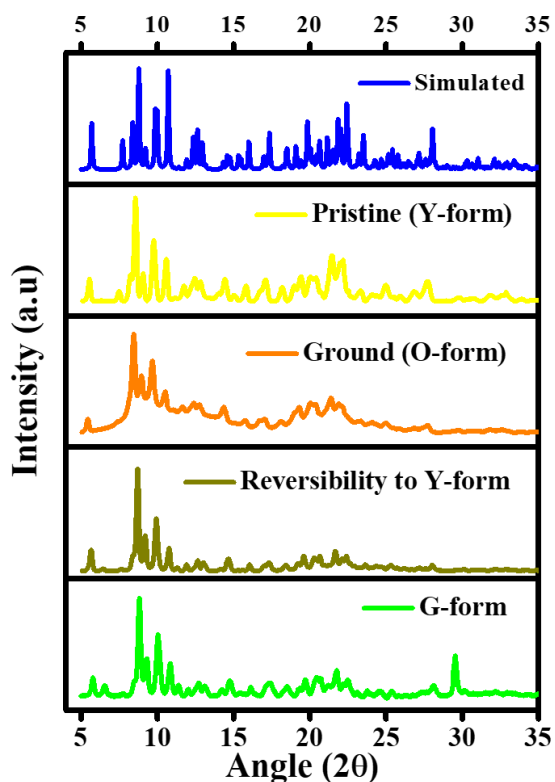 5 10 15 20 25 30 35
Simulated
Pristine (Y-form)
Ground (O-form)
Reversibility to Y-form
G-form
Intensity (a.u)
5 10 15 20 25 30 35
Angle (2θ)